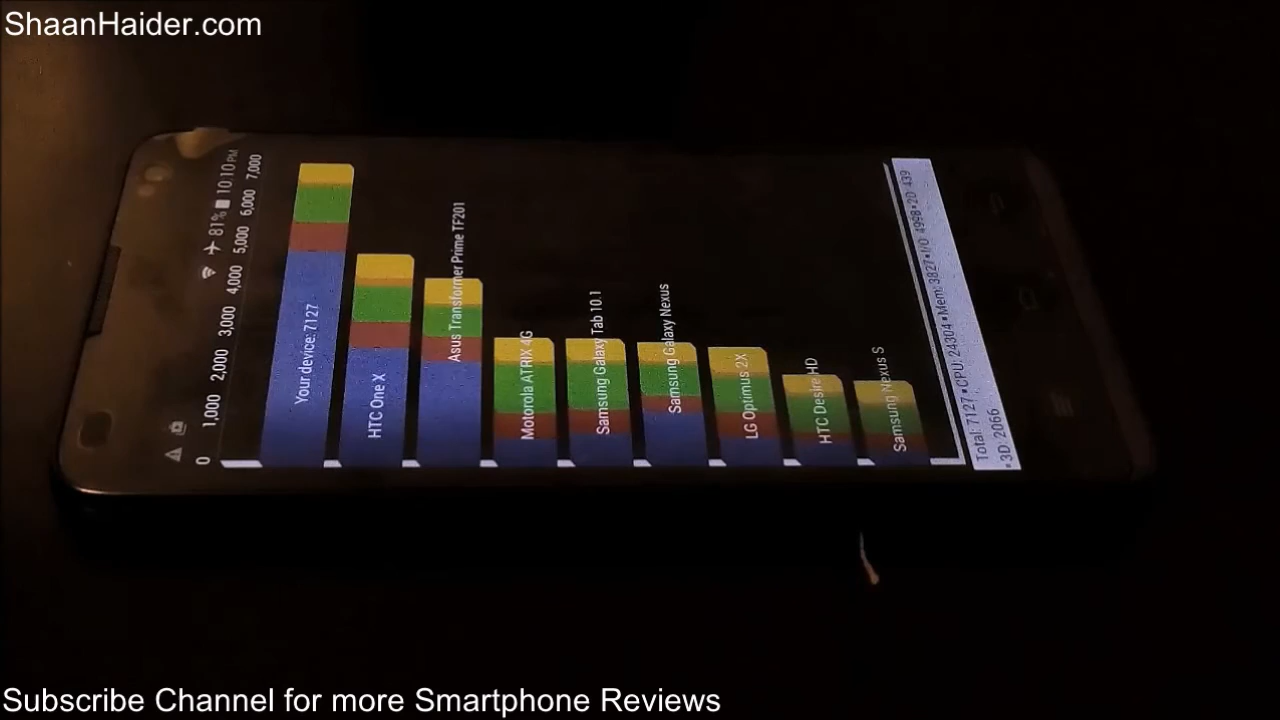 ShaanHaider.com
81% 10:10 PM
0 1,000 2,000 3,000 4,000 5,000 6,000 7,000
Your device: 7127
HTC One X
Asus Transformer Prime TF201
Motorola ATRIX 4G
Samsung Galaxy Tab 10.1
Samsung Galaxy Nexus
LG Optimus 2X
HTC Desire HD
Samsung Nexus S
Total: 7127 • CPU: 24304 • Mem: 3827 • I/O: 4998 • 2D: 439
• 3D: 2066
Subscribe Channel for more Smartphone Reviews